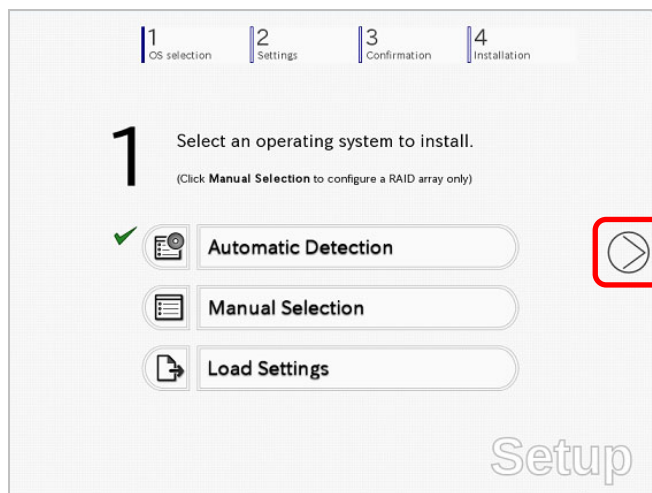 1 2 3 4
OS selection Settings Confirmation Installation
1 Select an operating system to install.
(Click Manual Selection to configure a RAID array only)
Automatic Detection
Manual Selection
Load Settings
Setup